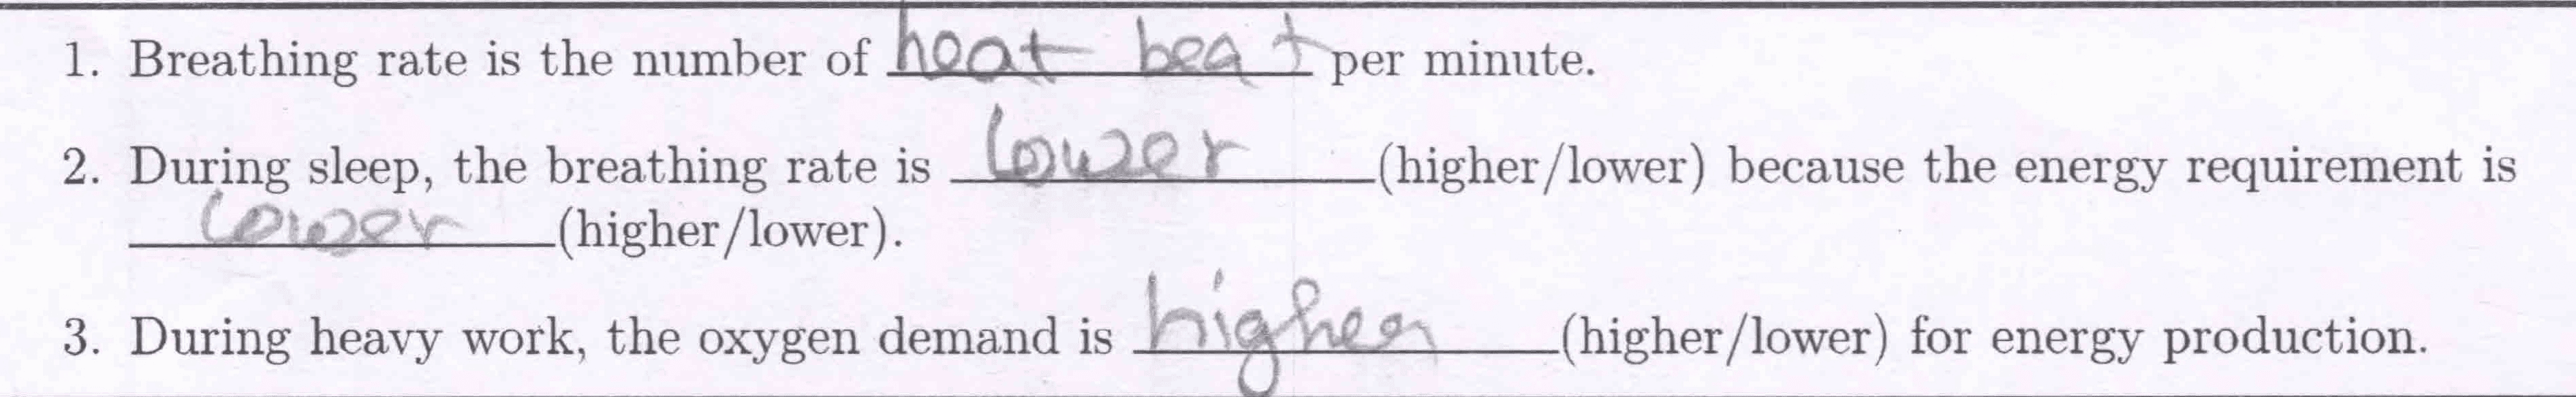 1. Breathing rate is the number of heat beat per minute.
2. During sleep, the breathing rate is lower (higher/lower) because the energy requirement is
lower (higher/lower).
3. During heavy work, the oxygen demand is higher (higher/lower) for energy production.